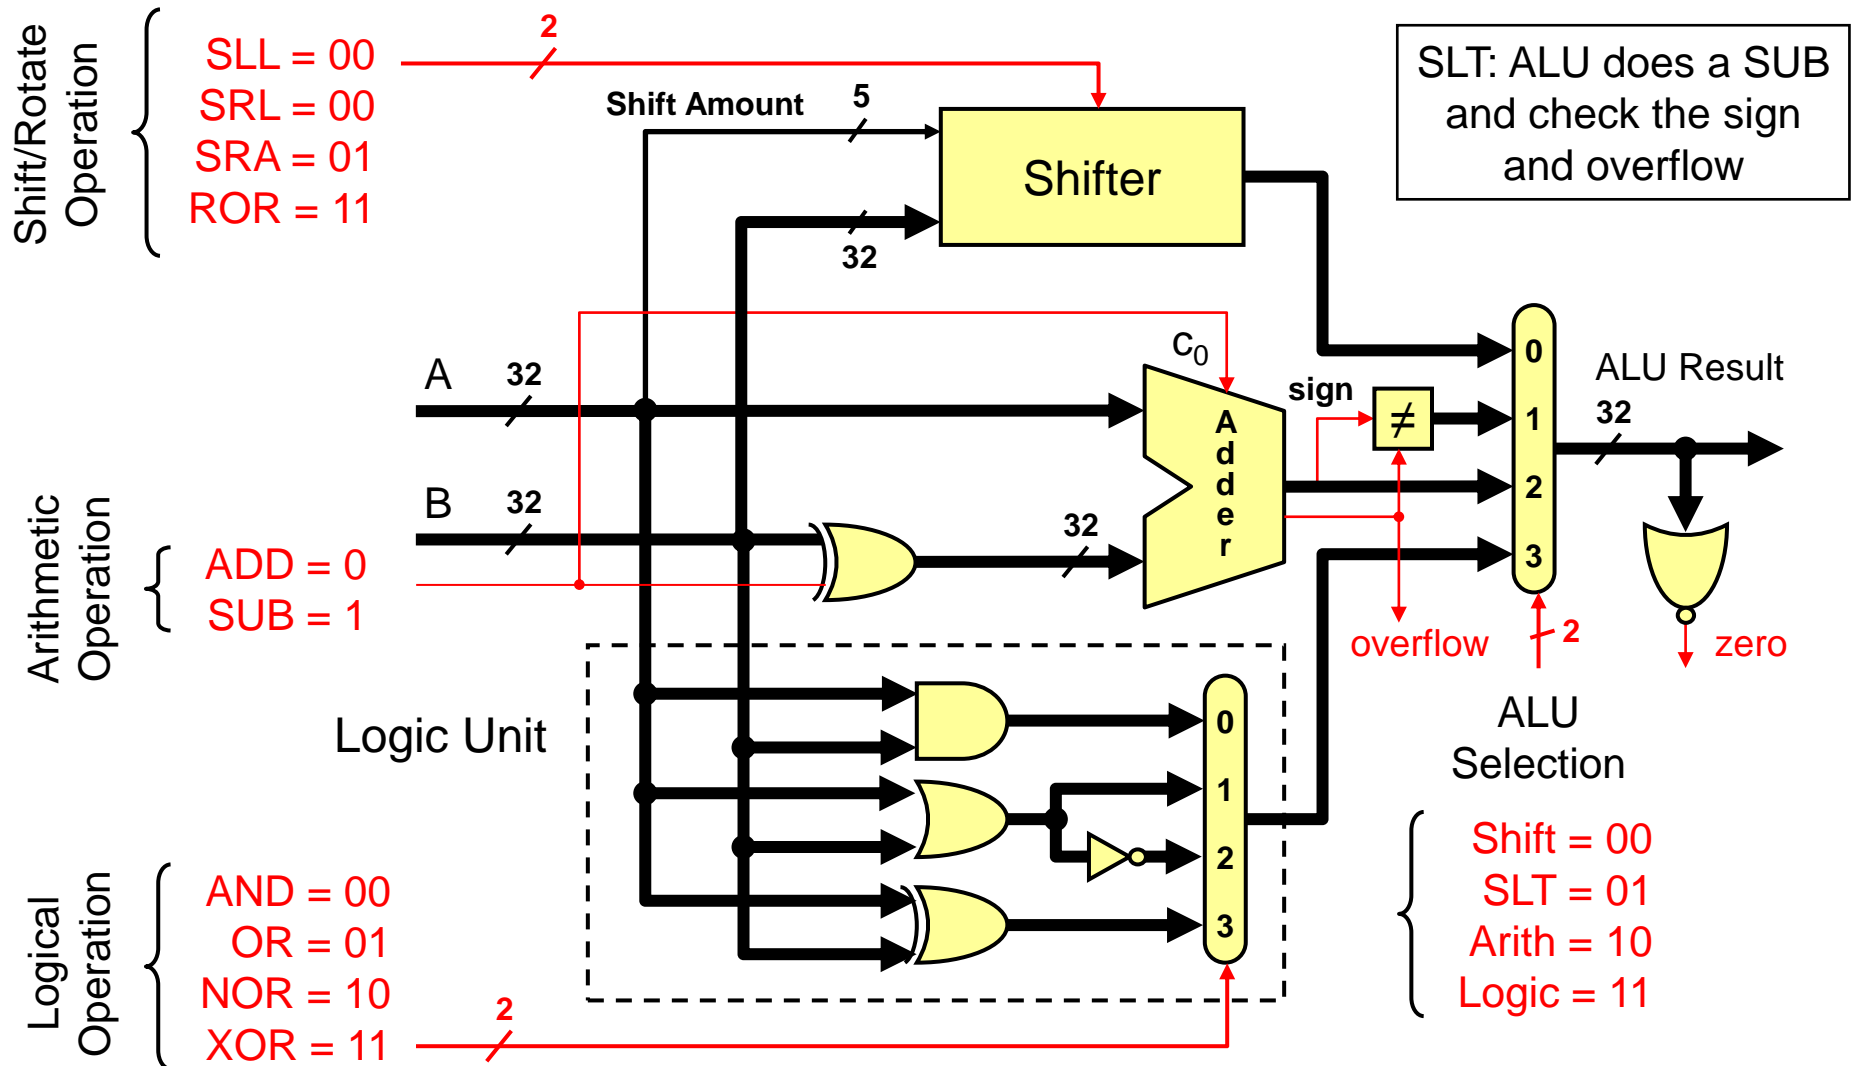 Shift/Rotate
Operation
SLL = 00
SRL = 00
SRA = 01
ROR = 11
2
Shift Amount
5
32
Shifter
SLT: ALU does a SUB
and check the sign
and overflow
A
32
B
32
c0
Adder
32
sign
≠
overflow
0
1
2
3
2
ALU Result
32
zero
Arithmetic
Operation
ADD = 0
SUB = 1
Logic Unit
0
1
2
3
ALU
Selection
Shift = 00
SLT = 01
Arith = 10
Logic = 11
Logical
Operation
AND = 00
OR = 01
NOR = 10
XOR = 11
2